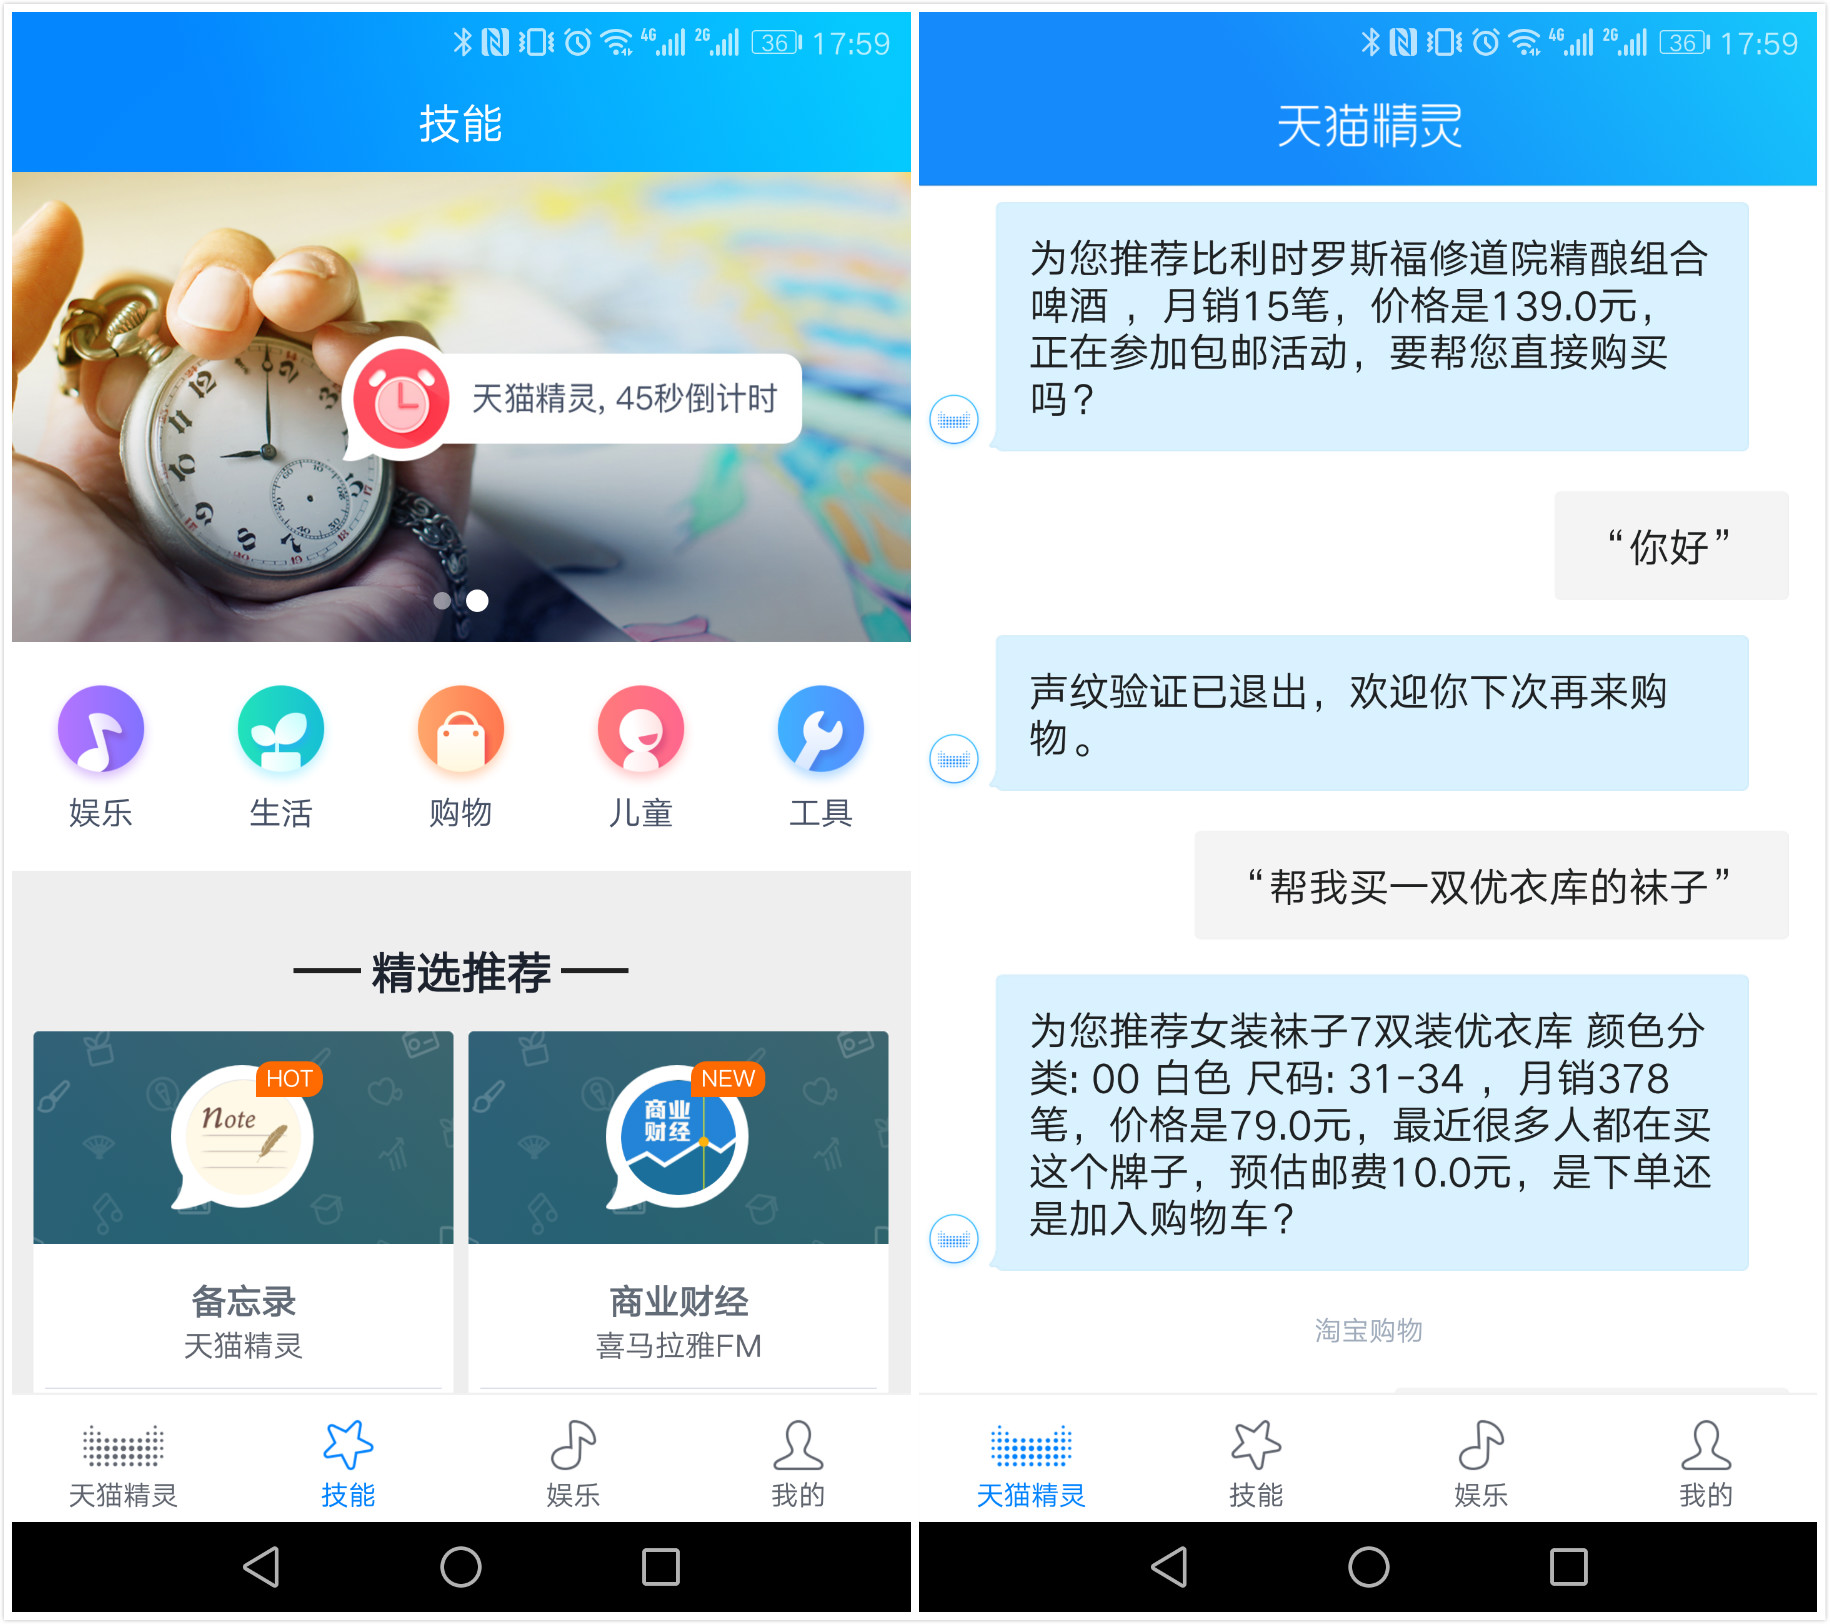 4G 2G 36 17:59
技能
天猫精灵, 45秒倒计时
娱乐 生活 购物 儿童 工具
精选推荐
HOT
note
NEW
商业
财经
备忘录
天猫精灵
商业财经
喜马拉雅FM
天猫精灵 技能 娱乐 我的
4G 2G 36 17:59
天猫精灵
为您推荐比利时罗斯福修道院精酿组合
啤酒 ，月销15笔，价格是139.0元，
正在参加包邮活动，要帮您直接购买
吗？
“你好”
声纹验证已退出，欢迎你下次再来购
物。
“帮我买一双优衣库的袜子”
为您推荐女装袜子7双装优衣库 颜色分
类: 00 白色 尺码: 31-34 ，月销378
笔，价格是79.0元，最近很多人都在买
这个牌子，预估邮费10.0元，是下单还
是加入购物车？
淘宝购物
天猫精灵 技能 娱乐 我的